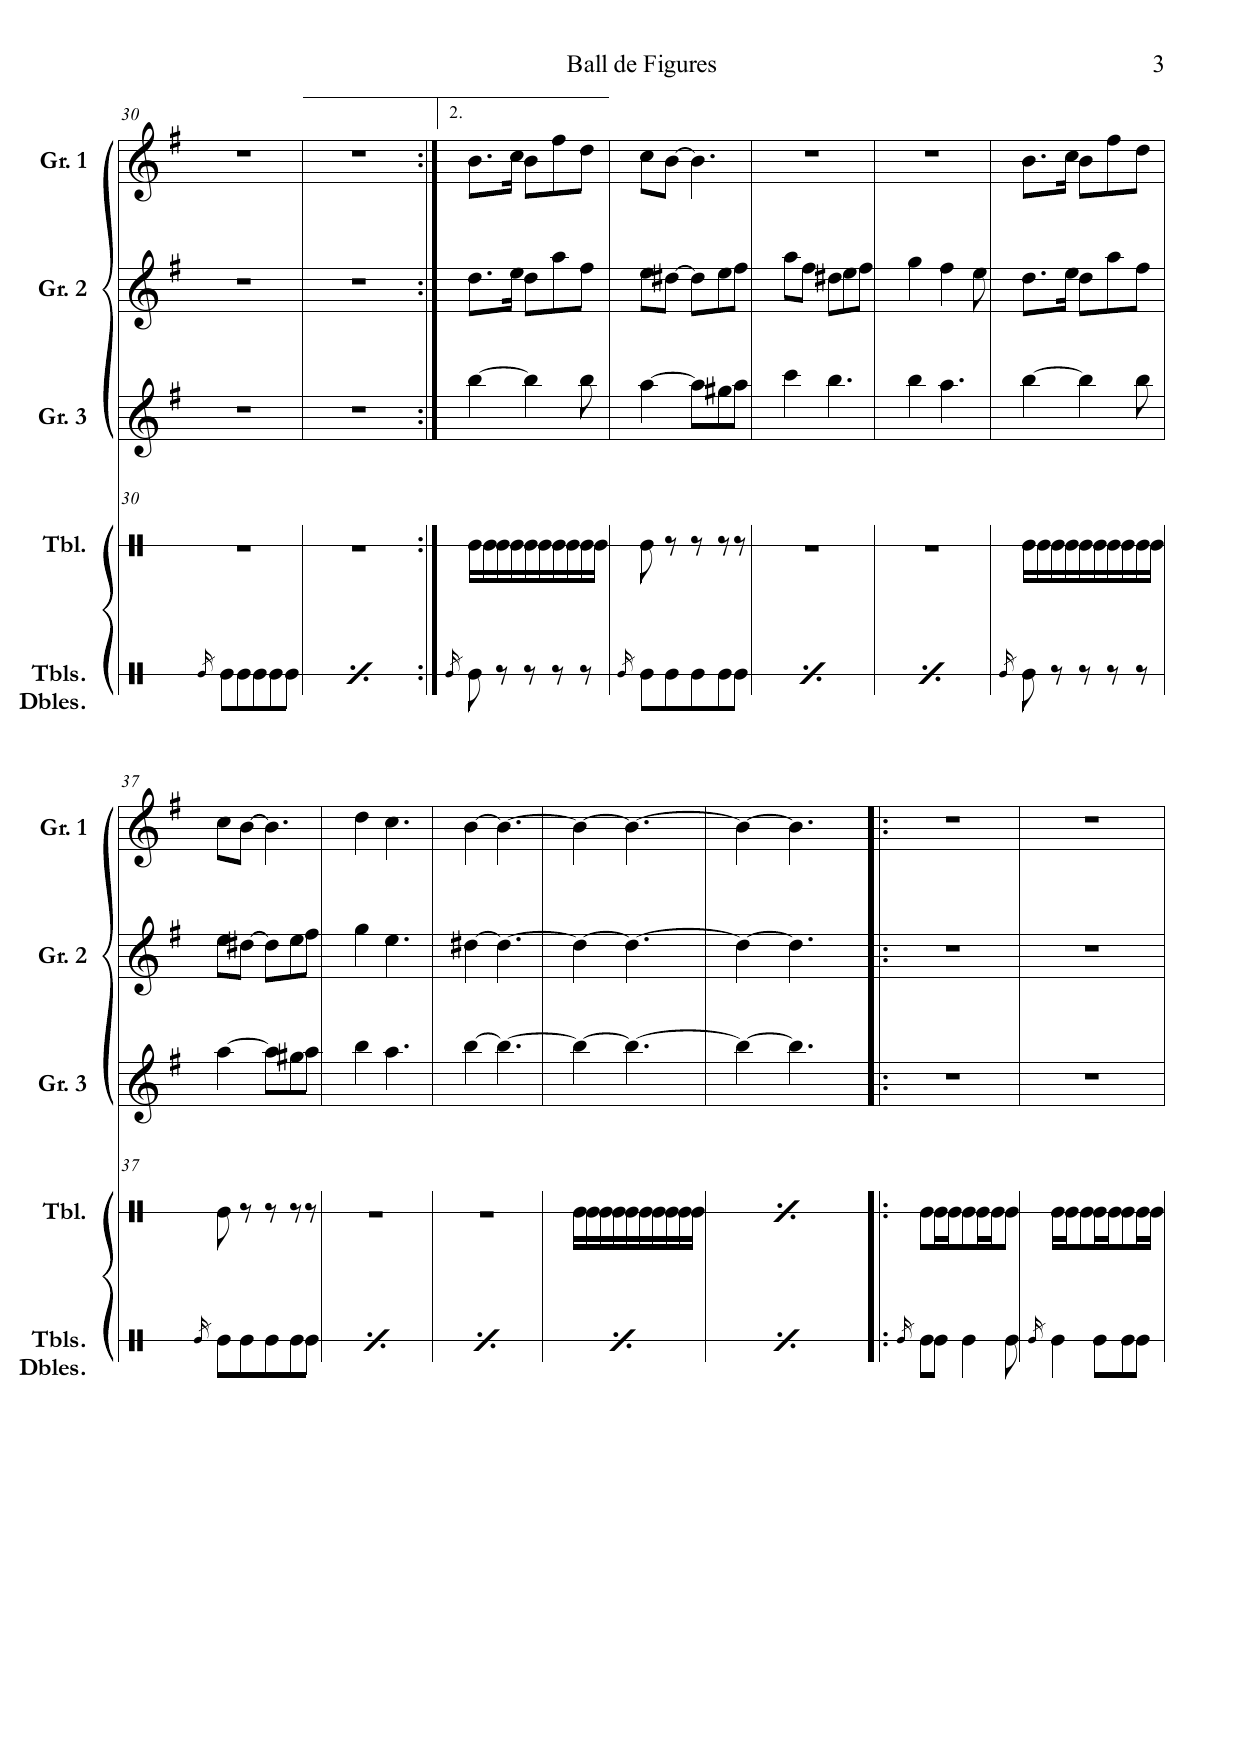 Ball de Figures
3
30
2.
Gr. 1
Gr. 2
Gr. 3
30
Tbl.
Tbls.
Dbles.
37
Gr. 1
Gr. 2
Gr. 3
37
Tbl.
Tbls.
Dbles.